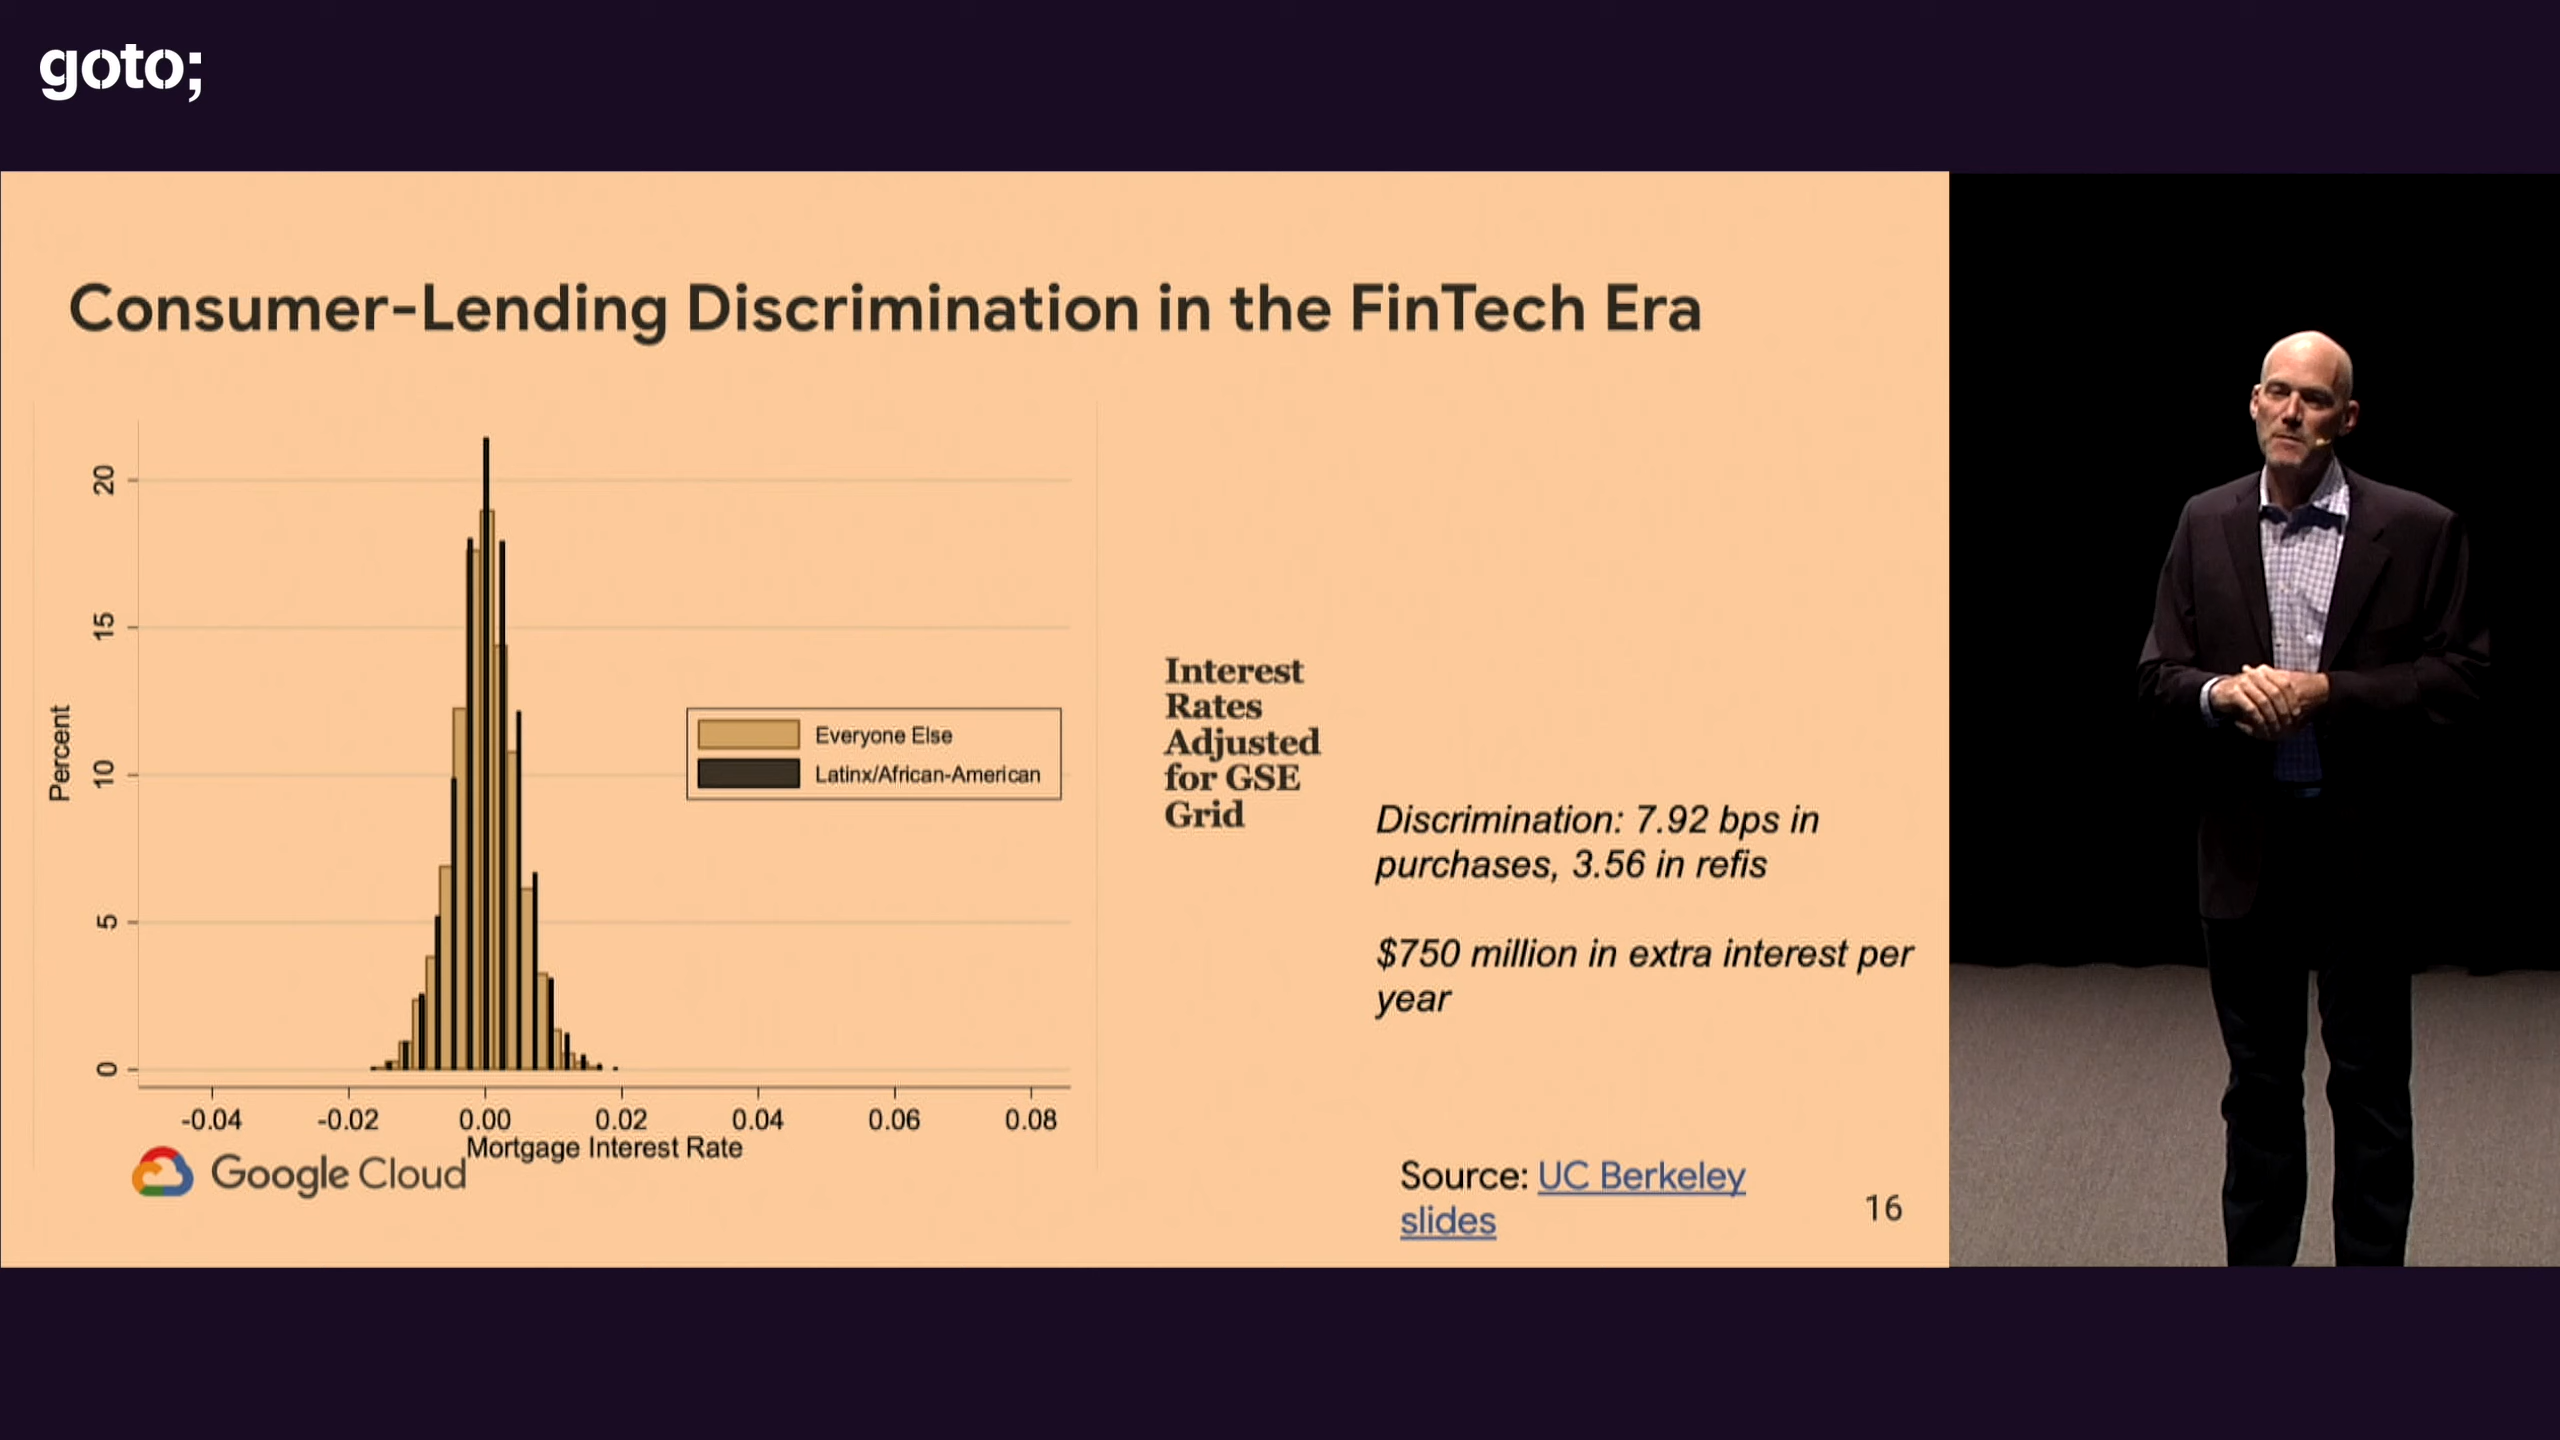 goto;
Consumer-Lending Discrimination in the FinTech Era
20
15
10
5
0
Percent
Everyone Else
Latinx/African-American
-0.04
-0.02
0.00
0.02
0.04
0.06
0.08
Mortgage Interest Rate
Interest
Rates
Adjusted
for GSE
Grid
Discrimination: 7.92 bps in
purchases, 3.56 in refis
$750 million in extra interest per
year
Google Cloud
Source: UC Berkeley
slides
16